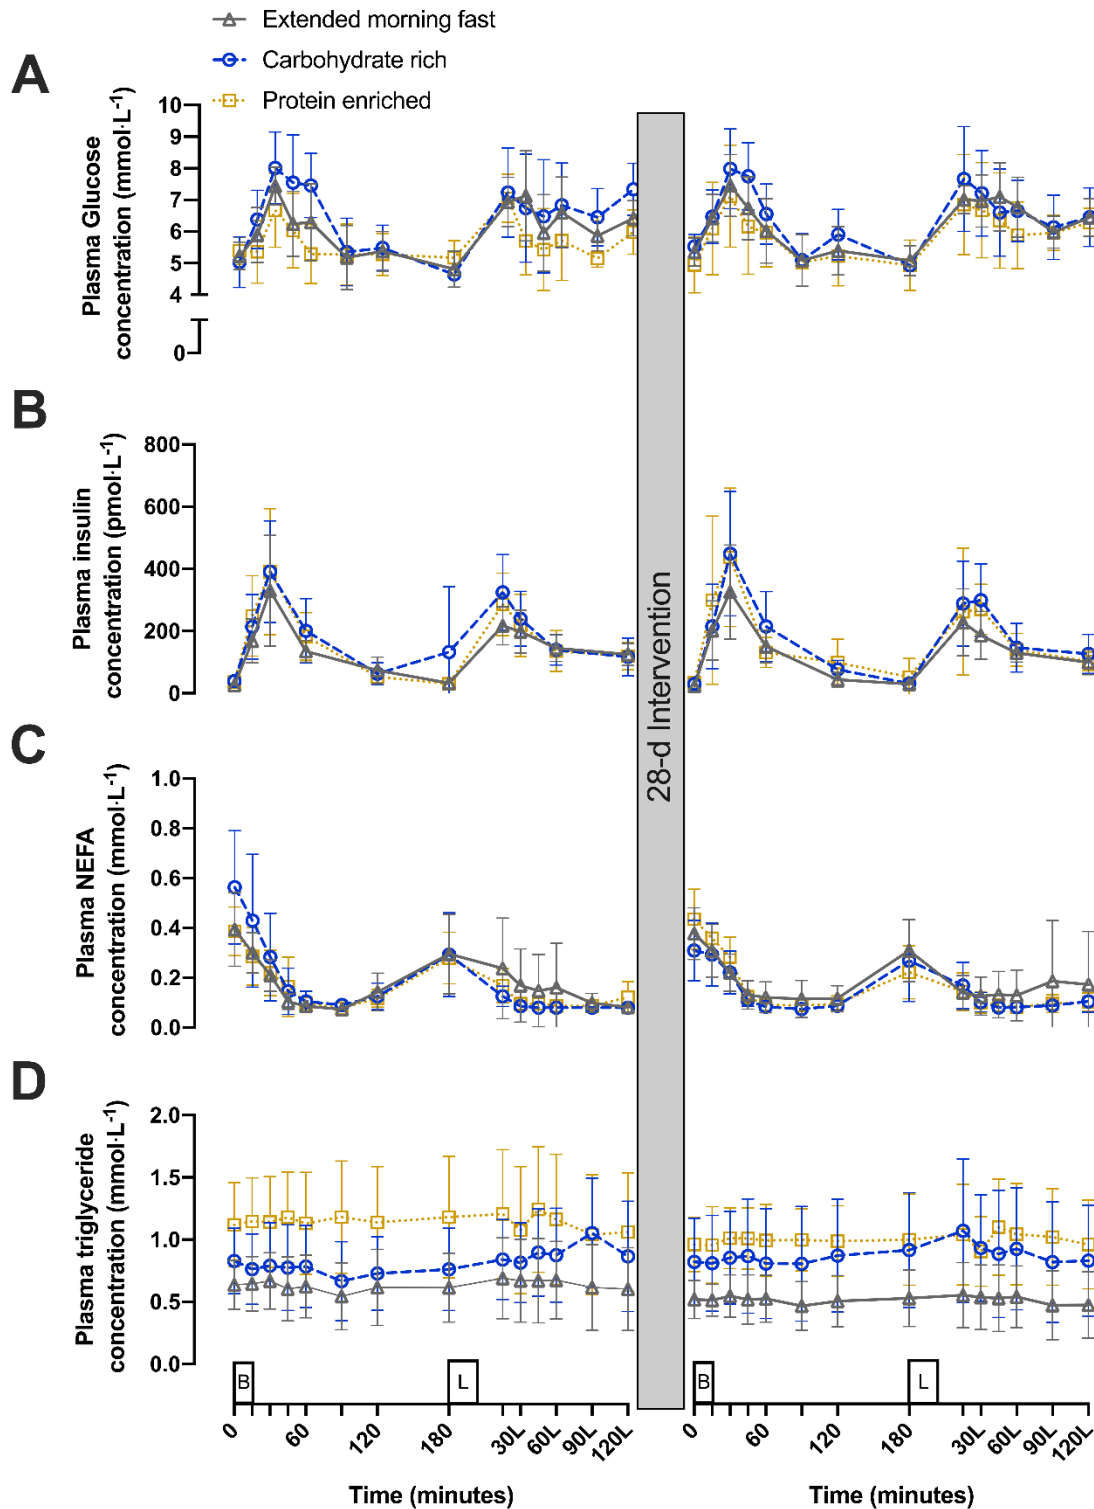 Extended morning fast
Carbohydrate rich
Protein enriched
A
Plasma Glucose
concentration (mmol·L⁻¹)
10
9
8
7
6
5
4
0
B
Plasma insulin
concentration (pmol·L⁻¹)
800
600
400
200
0
C
Plasma NEFA
concentration (mmol·L⁻¹)
1.0
0.8
0.6
0.4
0.2
0.0
D
Plasma triglyceride
concentration (mmol·L⁻¹)
2.0
1.5
1.0
0.5
0.0
28-d Intervention
B
L
B
L
0
60
120
180
30L
60L
90L
120L
0
60
120
180
30L
60L
90L
120L
Time (minutes)
Time (minutes)